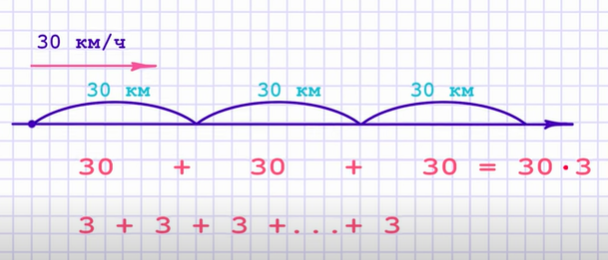 30 км/ч
30 км 30 км 30 км
30 + 30 + 30 = 30·3
3 + 3 + 3 +...+ 3